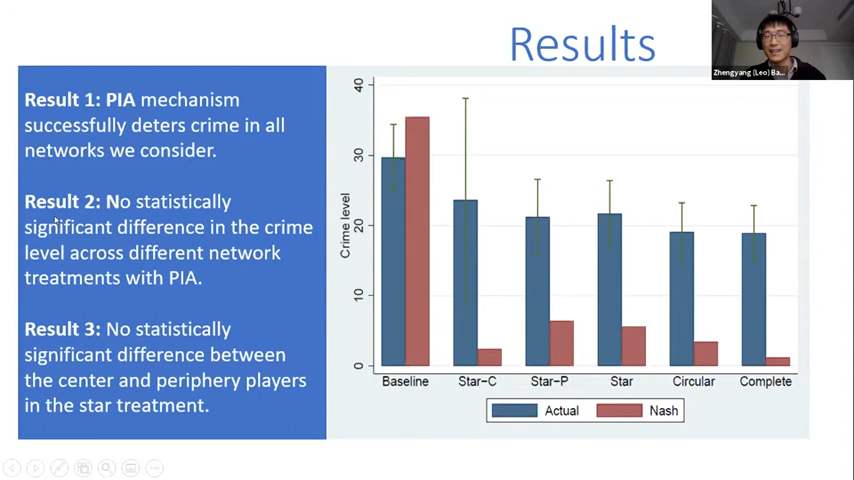 Results
Zhengyang (Leo) Ba...
Result 1: PIA mechanism
successfully deters crime in all
networks we consider.
Result 2: No statistically
significant difference in the crime
level across different network
treatments with PIA.
Result 3: No statistically
significant difference between
the center and periphery players
in the star treatment.
Crime level
40
30
20
10
0
Baseline Star-C Star-P Star Circular Complete
Actual Nash